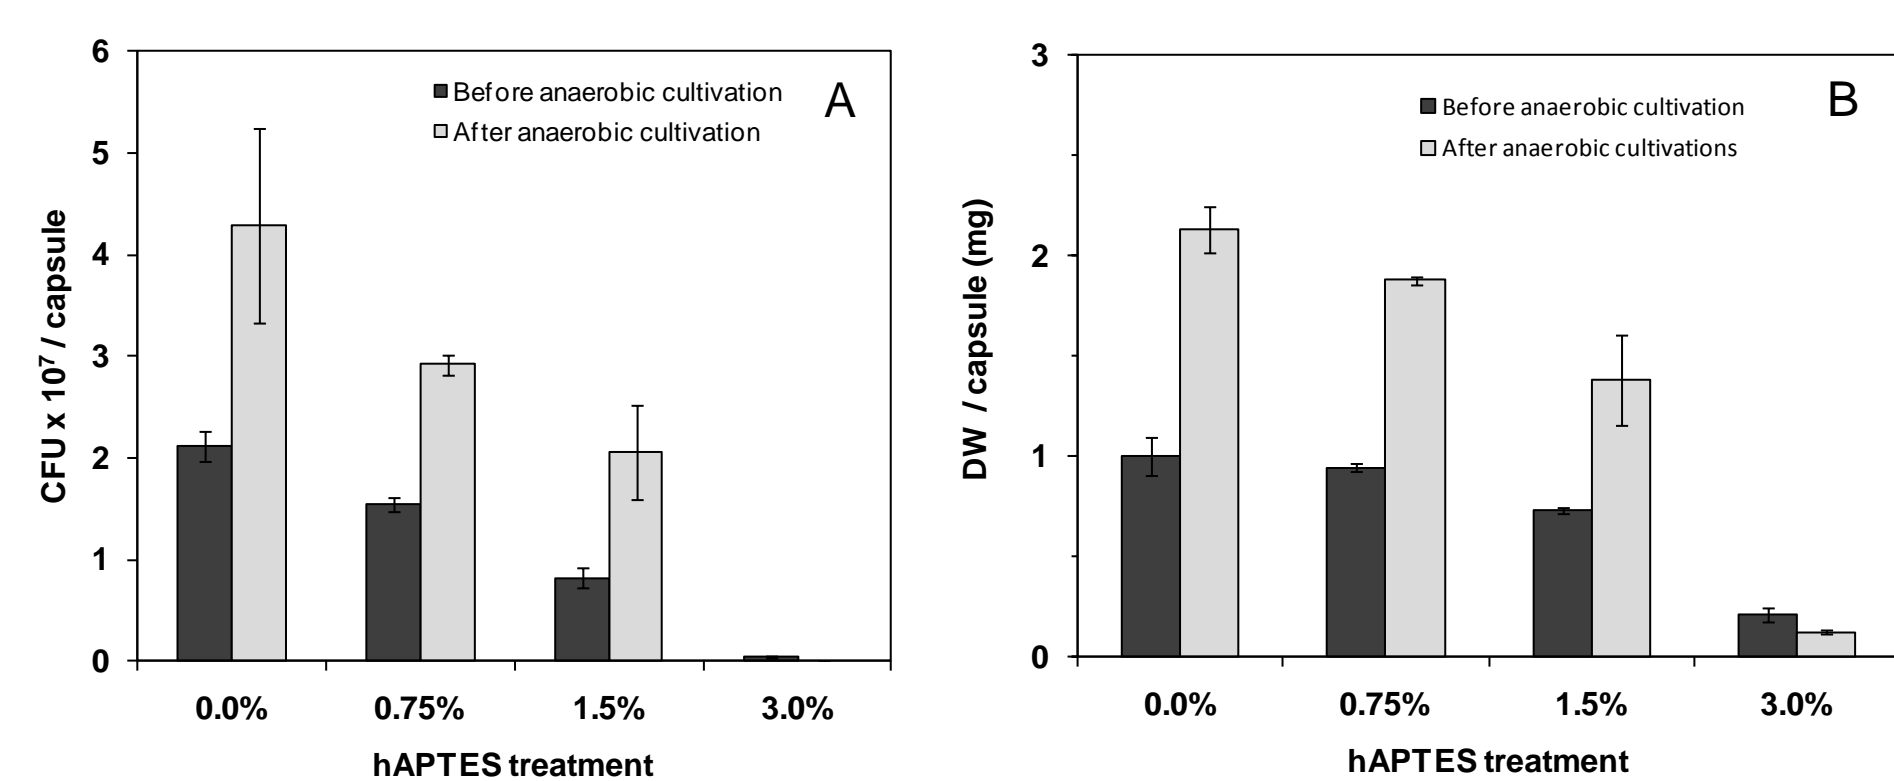 6
5
4
3
2
1
0
CFU x 10⁷ / capsule
Before anaerobic cultivation
After anaerobic cultivation
A
0.0% 0.75% 1.5% 3.0%
hAPTES treatment
3
2
1
0
DW / capsule (mg)
Before anaerobic cultivation
After anaerobic cultivations
B
0.0% 0.75% 1.5% 3.0%
hAPTES treatment